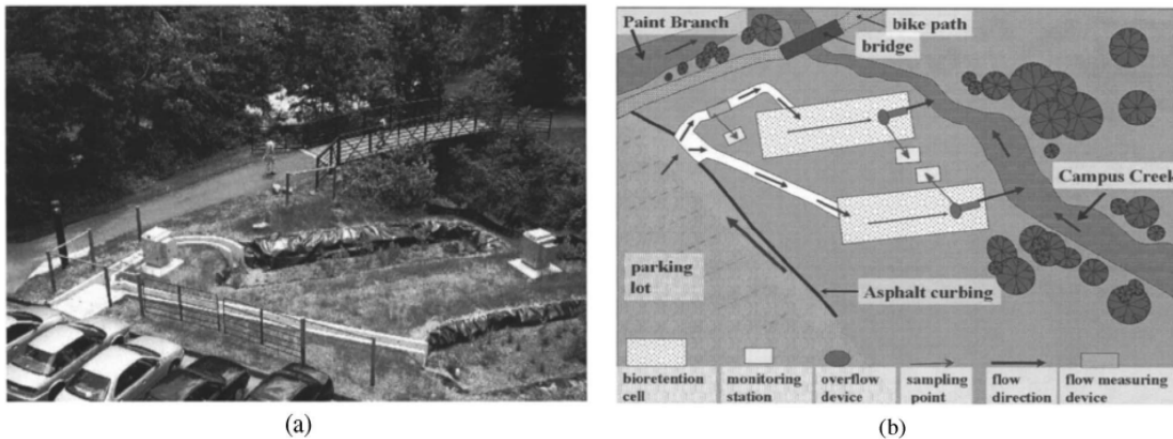 Paint Branch
bike path
bridge
Campus Creek
parking
lot
Asphalt curbing
bioretention
cell
monitoring
station
overflow
device
sampling
point
flow
direction
flow measuring
device
(a)
(b)